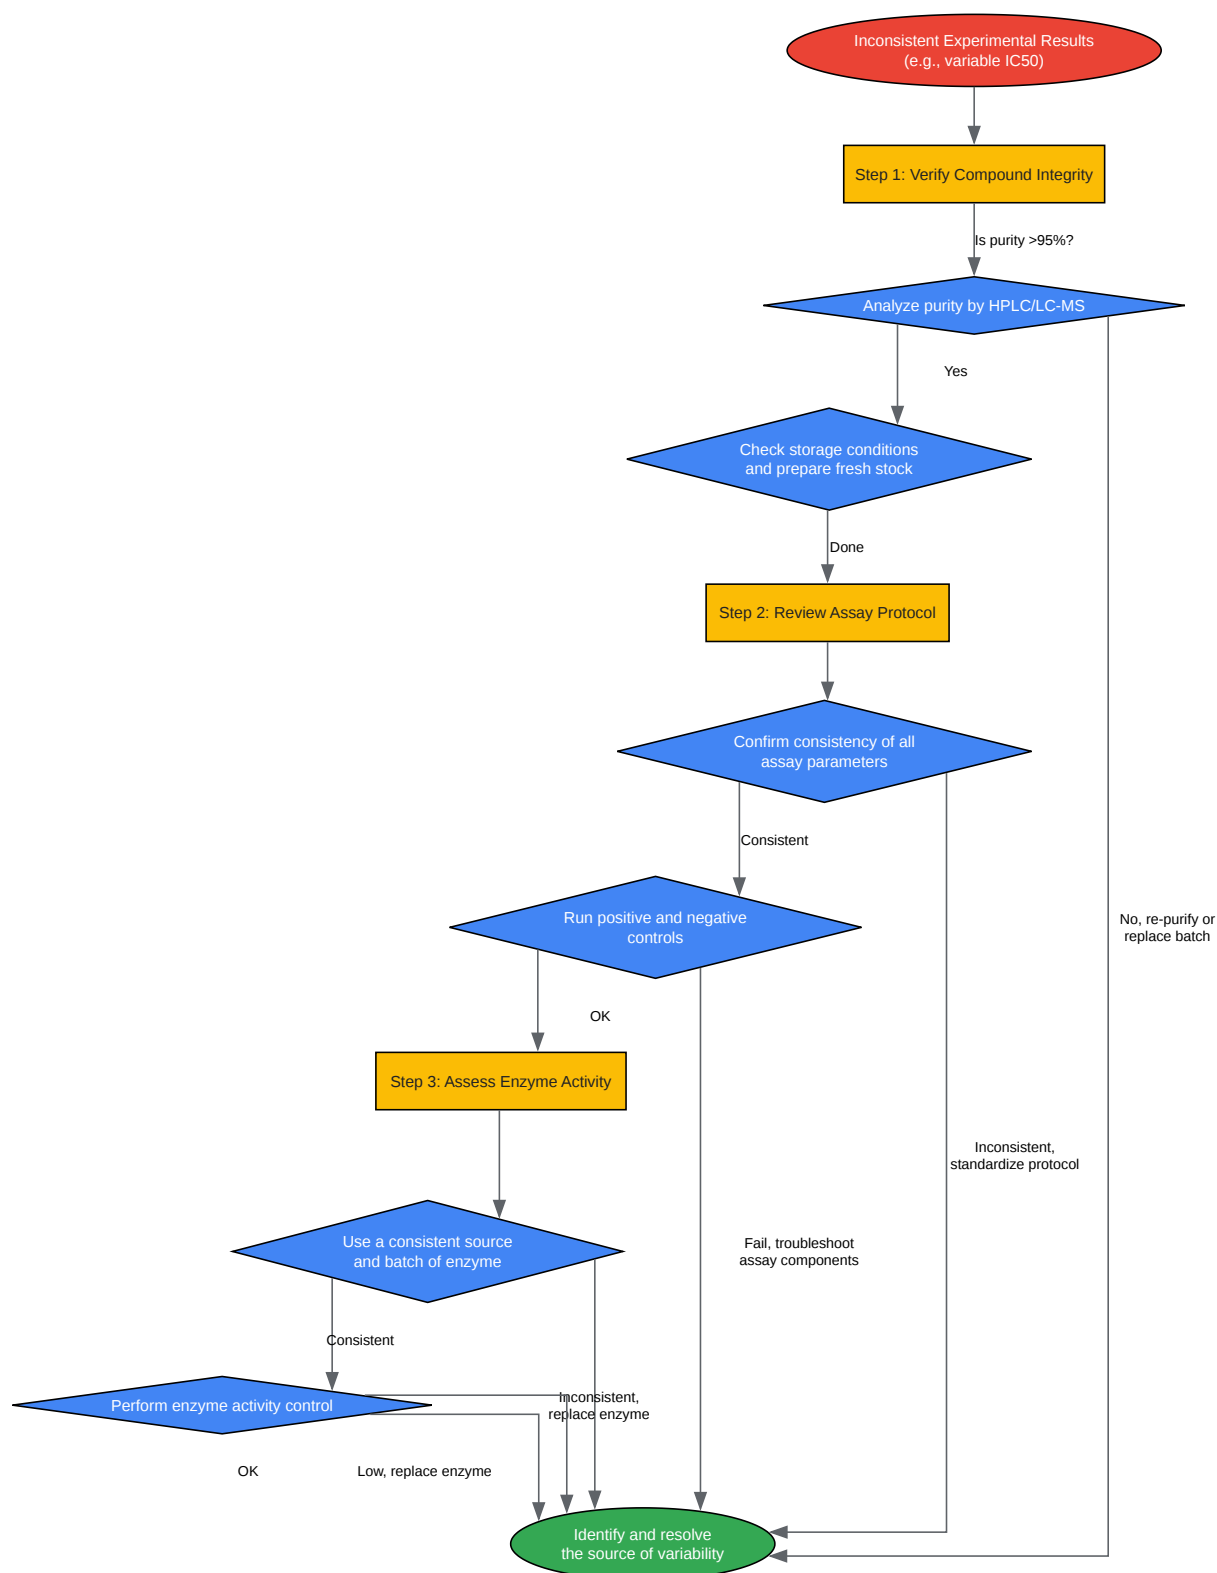 Inconsistent Experimental Results
(e.g., variable IC50)
Step 1: Verify Compound Integrity
Is purity >95%?
Analyze purity by HPLC/LC-MS
Yes
Check storage conditions
and prepare fresh stock
Done
Step 2: Review Assay Protocol
Confirm consistency of all
assay parameters
Consistent
Run positive and negative
controls
No, re-purify or
replace batch
OK
Step 3: Assess Enzyme Activity
Inconsistent,
standardize protocol
Use a consistent source
and batch of enzyme
Fail, troubleshoot
assay components
Consistent
Perform enzyme activity control
Inconsistent,
replace enzyme
OK
Low, replace enzyme
Identify and resolve
the source of variability